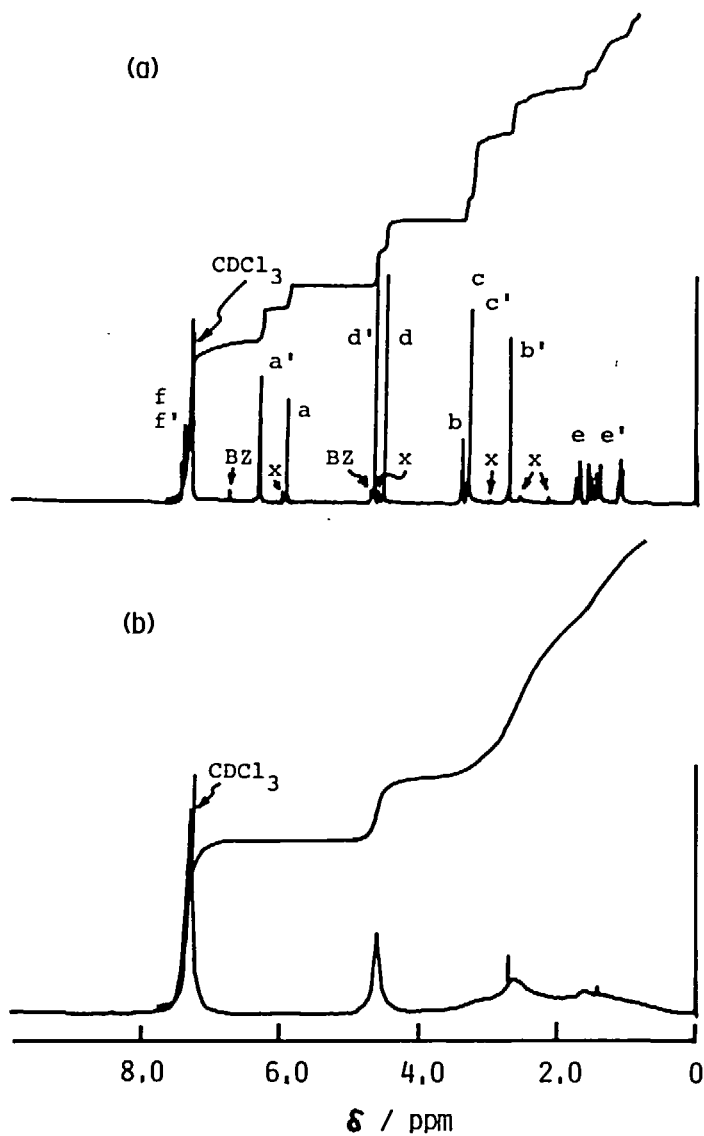 (a)
CDCl3
c
c'
d'
d
b'
a'
f
f'
a
b
e
e'
BZ
x
BZ
x
x
x
(b)
CDCl3
8.0
6.0
4.0
2.0
0
δ / ppm